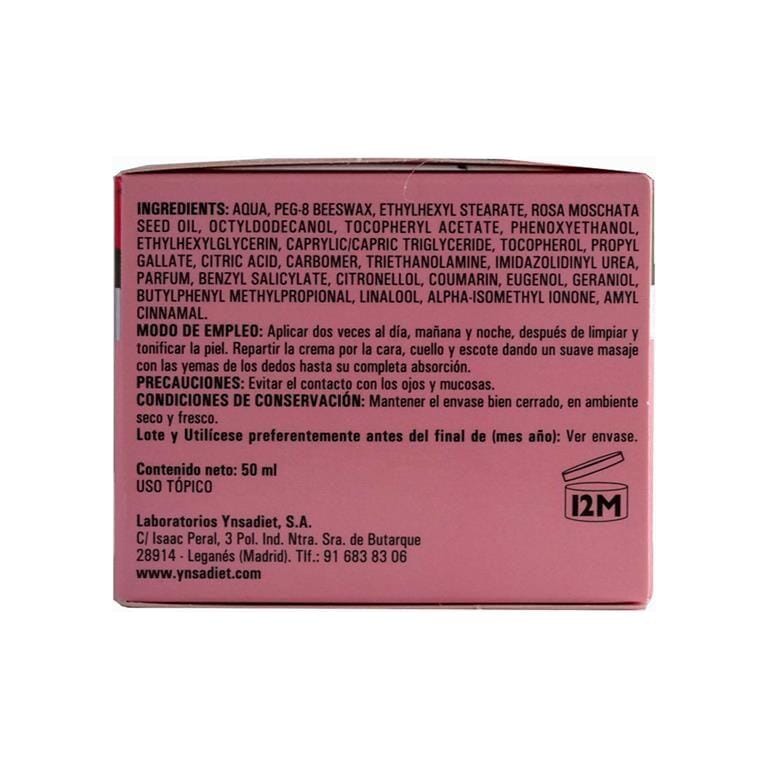 INGREDIENTS: AQUA, PEG-8 BEESWAX, ETHYLHEXYL STEARATE, ROSA MOSCHATA
SEED OIL, OCTYLDODECANOL, TOCOPHERYL ACETATE, PHENOXYETHANOL,
ETHYLHEXYLGLYCERIN, CAPRYLIC/CAPRIC TRIGLYCERIDE, TOCOPHEROL, PROPYL
GALLATE, CITRIC ACID, CARBOMER, TRIETHANOLAMINE, IMIDAZOLIDINYL UREA,
PARFUM, BENZYL SALICYLATE, CITRONELLOL, COUMARIN, EUGENOL, GERANIOL,
BUTYLPHENYL METHYLPROPIONAL, LINALOOL, ALPHA-ISOMETHYL IONONE, AMYL
CINNAMAL.
MODO DE EMPLEO: Aplicar dos veces al día, mañana y noche, después de limpiar y
tonificar la piel. Repartir la crema por la cara, cuello y escote dando un suave masaje
con las yemas de los dedos hasta su completa absorción.
PRECAUCIONES: Evitar el contacto con los ojos y mucosas.
CONDICIONES DE CONSERVACIÓN: Mantener el envase bien cerrado, en ambiente
seco y fresco.
Lote y Utilícese preferentemente antes del final de (mes año): Ver envase.
Contenido neto: 50 ml
USO TÓPICO
12M
Laboratorios Ynsadiet, S.A.
C/ Isaac Peral, 3 Pol. Ind. Ntra. Sra. de Butarque
28914 - Leganés (Madrid). Tlf.: 91 683 83 06
www.ynsadiet.com